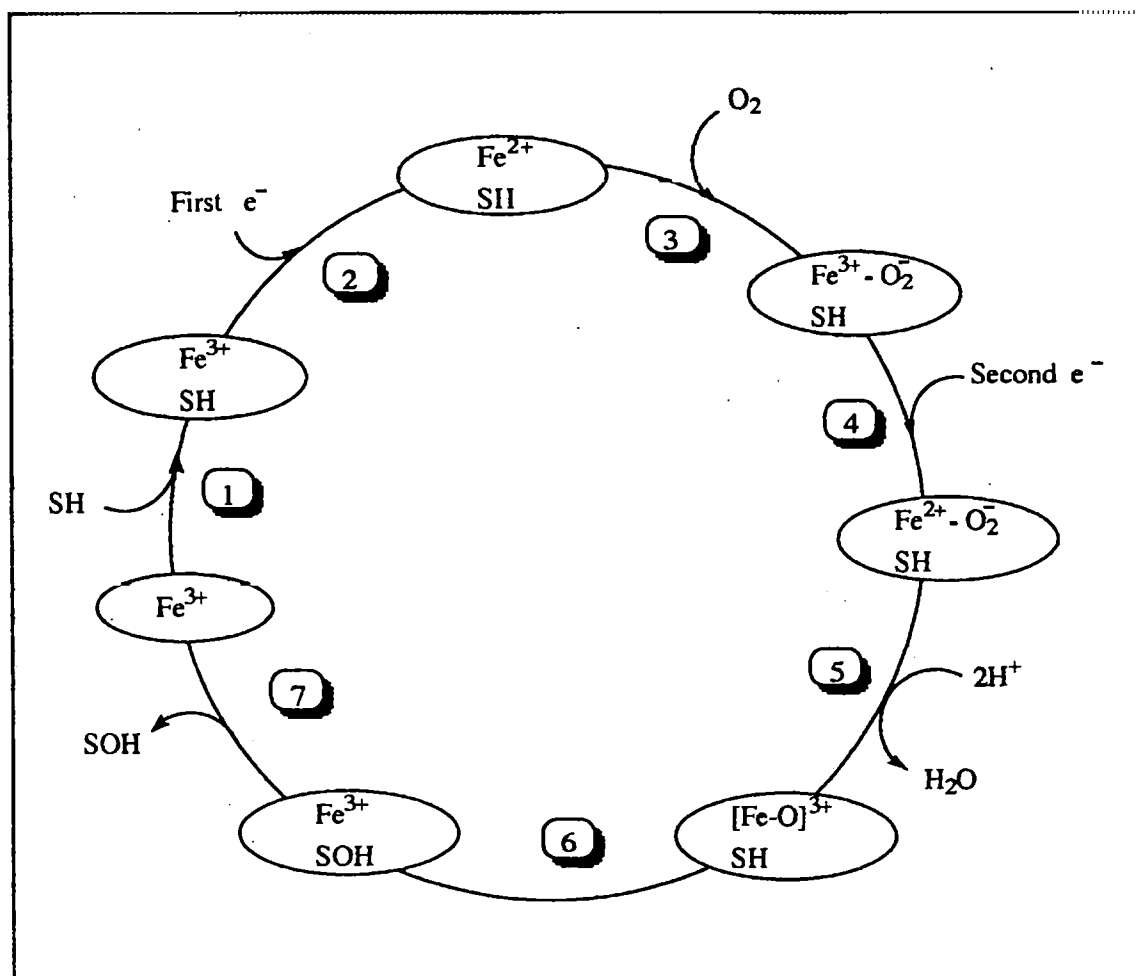 O₂
Fe²⁺
SH
First e⁻
3
2
Fe³⁺ - O₂⁻
SH
Fe³⁺
SH
Second e⁻
4
1
SH
Fe²⁺ - O₂⁻
SH
Fe³⁺
5
2H⁺
7
SOH
H₂O
Fe³⁺
SOH
6
[Fe-O]³⁺
SH